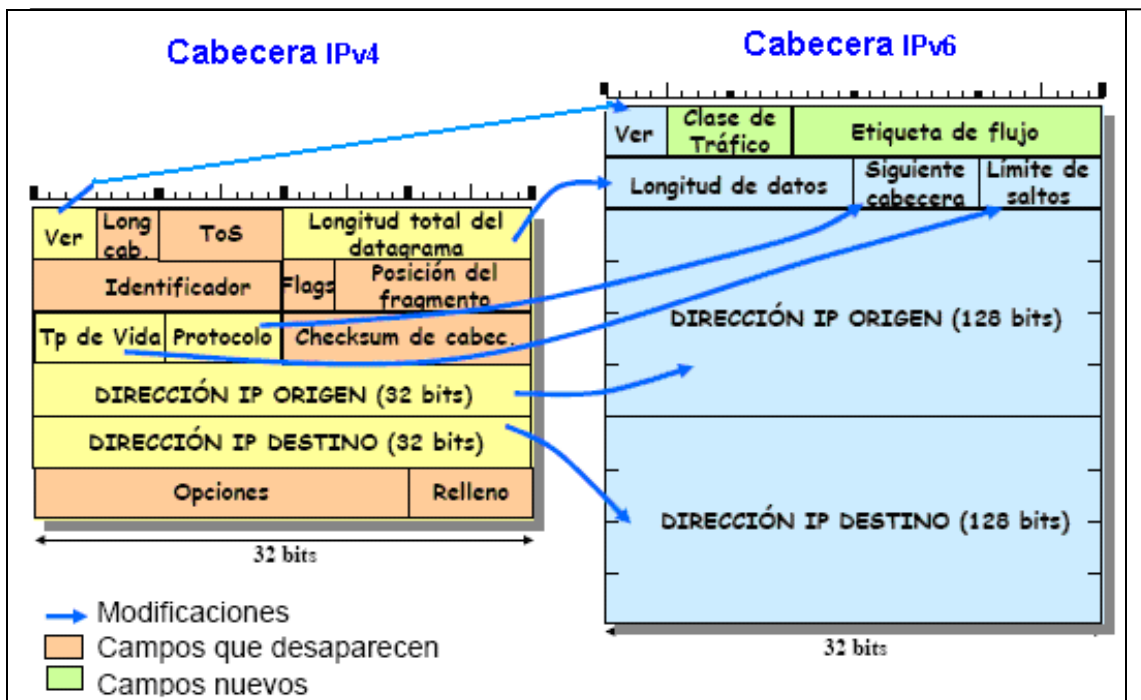 Cabecera IPv4
Cabecera IPv6
Ver
Long
cab.
ToS
Longitud total del
datagrama
Identificador
Flags
Posición del
fragmento
Tp de Vida
Protocolo
Checksum de cabec.
DIRECCIÓN IP ORIGEN (32 bits)
DIRECCIÓN IP DESTINO (32 bits)
Opciones
Relleno
32 bits
Ver
Clase de
Tráfico
Etiqueta de flujo
Longitud de datos
Siguiente
cabecera
Límite de
saltos
DIRECCIÓN IP ORIGEN (128 bits)
DIRECCIÓN IP DESTINO (128 bits)
32 bits
Modificaciones
Campos que desaparecen
Campos nuevos